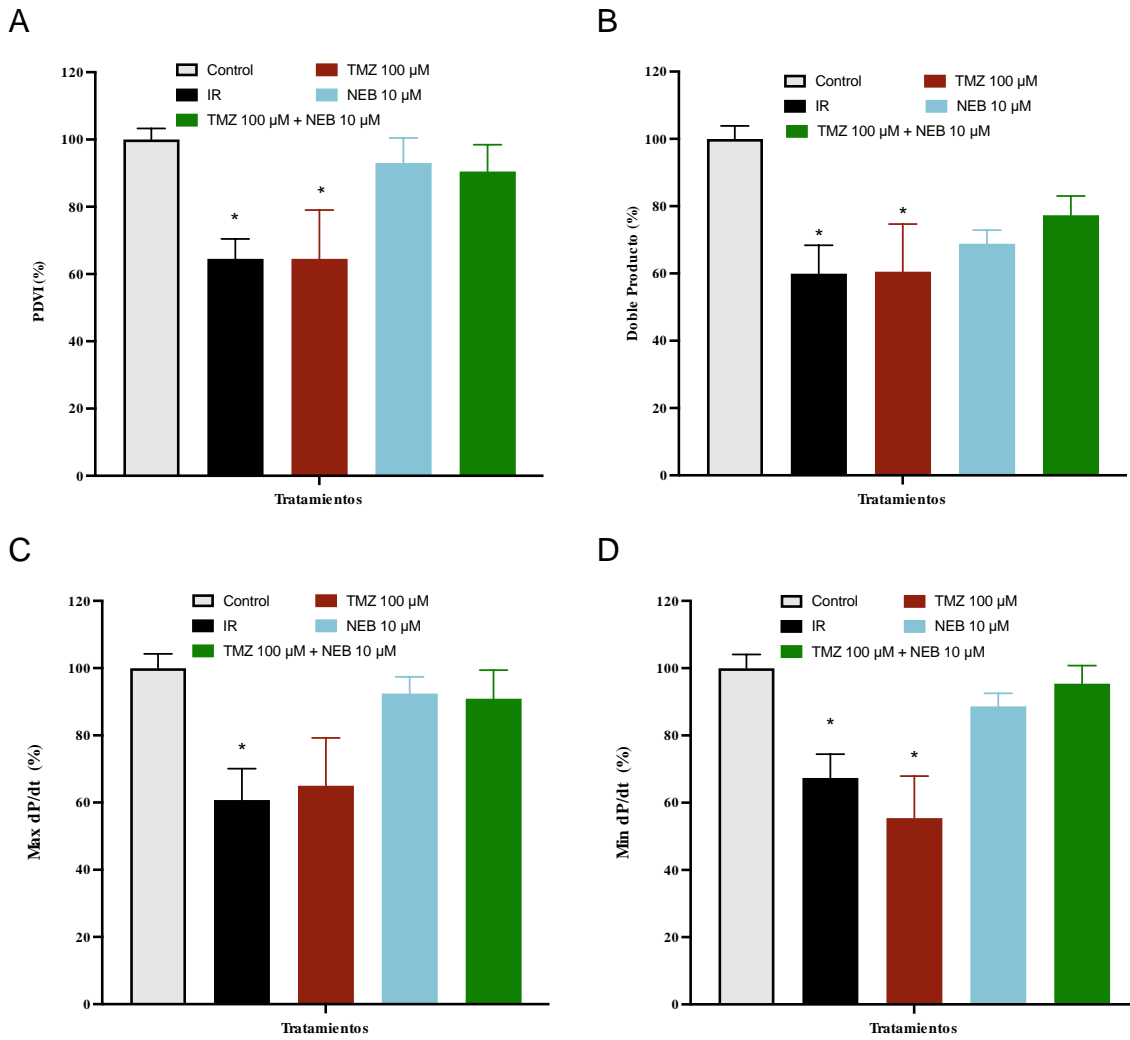 A
Control
TMZ 100 µM
IR
NEB 10 µM
TMZ 100 µM + NEB 10 µM
120
100
80
60
40
20
0
PDVI (%)
*
*
Tratamientos
B
Control
TMZ 100 µM
IR
NEB 10 µM
TMZ 100 µM + NEB 10 µM
120
100
80
60
40
20
0
Doble Producto (%)
*
*
Tratamientos
C
Control
TMZ 100 µM
IR
NEB 10 µM
TMZ 100 µM + NEB 10 µM
120
100
80
60
40
20
0
Max dP/dt (%)
*
Tratamientos
D
Control
TMZ 100 µM
IR
NEB 10 µM
TMZ 100 µM + NEB 10 µM
120
100
80
60
40
20
0
Min dP/dt (%)
*
*
Tratamientos